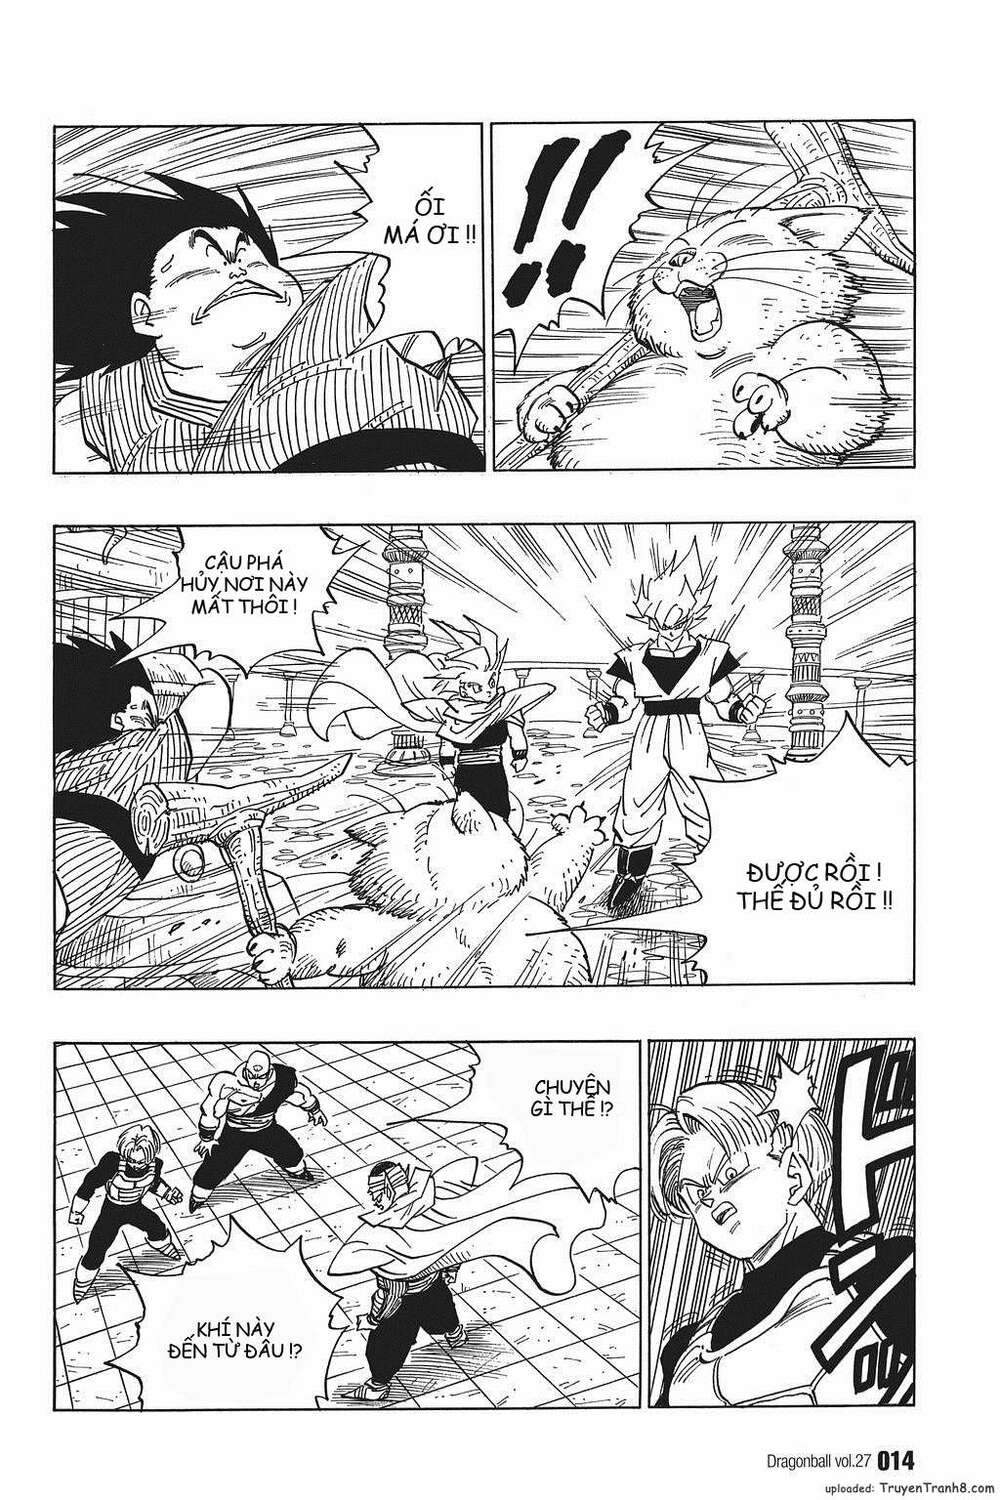 ỐI
MÁ ƠI !!
!!
CẬU PHÁ
HỦY NƠI NÀY
MẤT THÔI !
ĐƯỢC RỒI !
THẾ ĐỦ RỒI !!
CHUYỆN
GÌ THẾ !?
KHÍ NÀY
ĐẾN TỪ ĐÂU !?
Dragonball vol.27 014
uploaded: TruyenTranh8.com